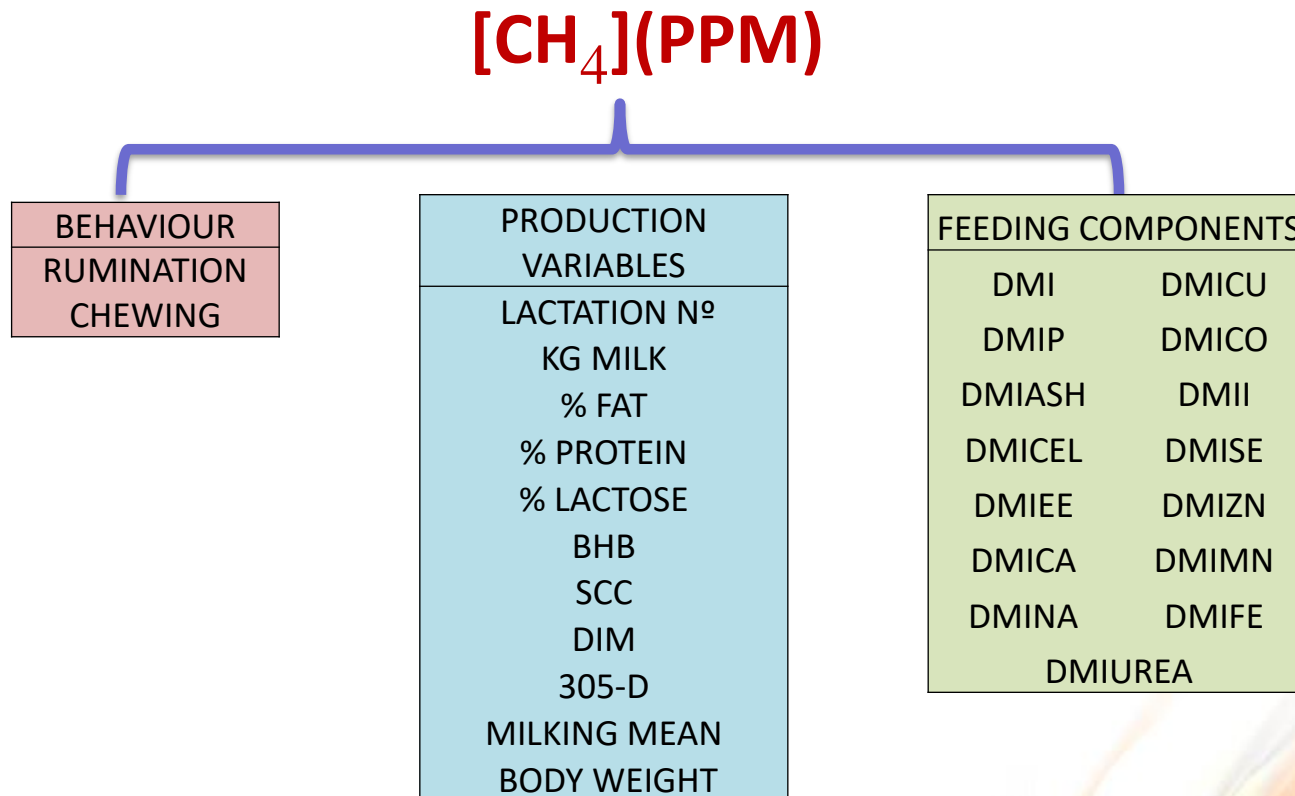 [CH₄](PPM)
BEHAVIOUR
RUMINATION
CHEWING
PRODUCTION
VARIABLES
LACTATION Nº
KG MILK
% FAT
% PROTEIN
% LACTOSE
BHB
SCC
DIM
305-D
MILKING MEAN
BODY WEIGHT
FEEDING COMPONENTS
DMI DMICU
DMIP DMICO
DMIASH DMII
DMICEL DMISE
DMIEE DMIZN
DMICA DMIMN
DMINA DMIFE
DMIUREA